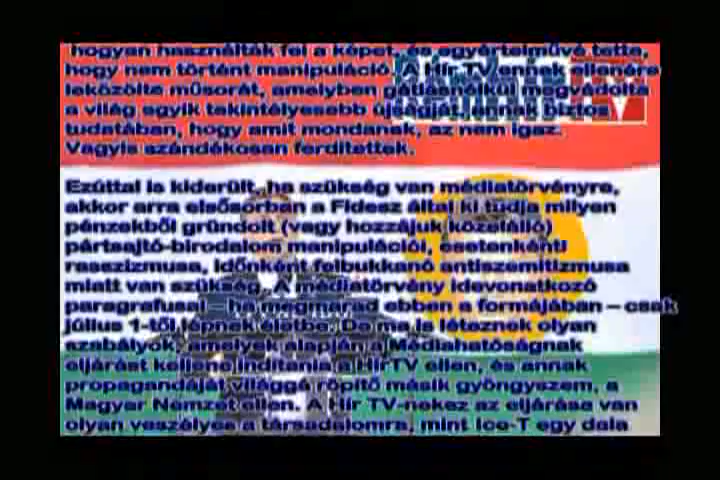 hogyan használták fel a képet, és egyértelművé tette,
hogy nem történt manipuláció. A Hír TV ennek ellenére
leközölte műsorát, amelyben gátlásnélkül megvádolta
a világ egyik tekintélyesebb újságját, annak biztos
tudatában, hogy amit mondanak, az nem igaz.
Vagyis szándékosan ferdítettek.
Ezúttal is kiderült, ha szükség van médiatörvényre,
akkor arra elsősorban a Fidesz által ki tudja milyen
pénzekből gründolt (vagy hozzájuk közelálló)
pártsajtó-birodalom manipulációi, esetenkénti
rasszizmusa, időnként felbukkanó antiszemitizmusa
miatt van szükség. A médiatörvény idevonatkozó
paragrafusai – ha megmarad ebben a formájában – csak
július 1-től lépnek életbe. De ma is léteznek olyan
szabályok, amelyek alapján a Médiahatóságnak
eljárást kellene indítania a HírTV ellen, és annak
propagandáját világgá röpítő másik gyöngyszem, a
Magyar Nemzet ellen. A Hír TV-nekez az eljárása van
olyan veszélyes a társadalomra, mint Ice-T egy dala